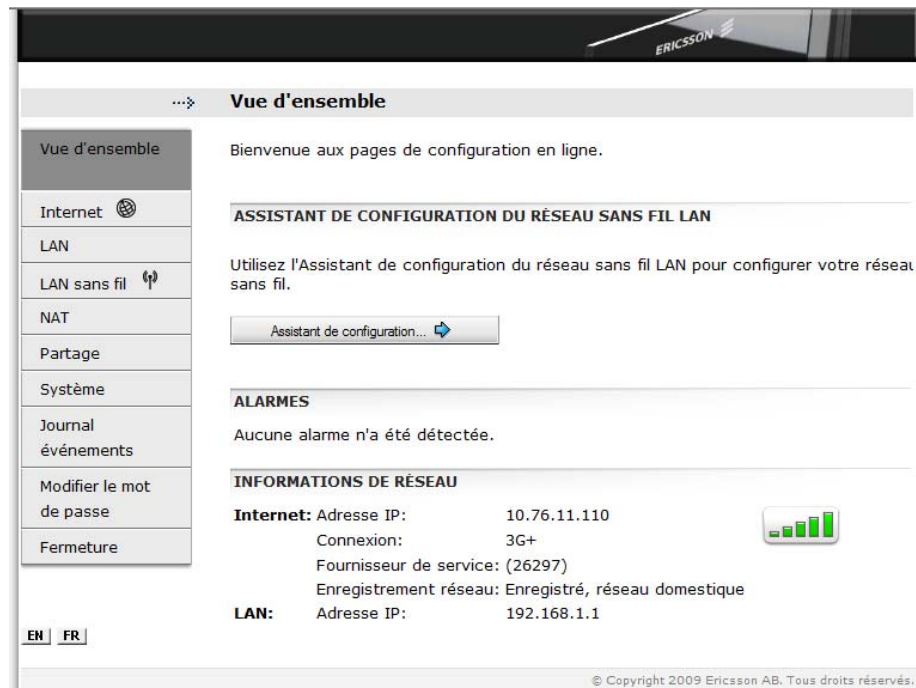 ERICSSON
Vue d'ensemble
Vue d'ensemble
Internet
LAN
LAN sans fil
NAT
Partage
Système
Journal
événements
Modifier le mot
de passe
Fermeture
EN FR
Bienvenue aux pages de configuration en ligne.
ASSISTANT DE CONFIGURATION DU RÉSEAU SANS FIL LAN
Utilisez l'Assistant de configuration du réseau sans fil LAN pour configurer votre réseau
sans fil.
Assistant de configuration...
ALARMES
Aucune alarme n'a été détectée.
INFORMATIONS DE RÉSEAU
Internet: Adresse IP: 10.76.11.110
Connexion: 3G+
Fournisseur de service: (26297)
Enregistrement réseau: Enregistré, réseau domestique
LAN: Adresse IP: 192.168.1.1
© Copyright 2009 Ericsson AB. Tous droits réservés.